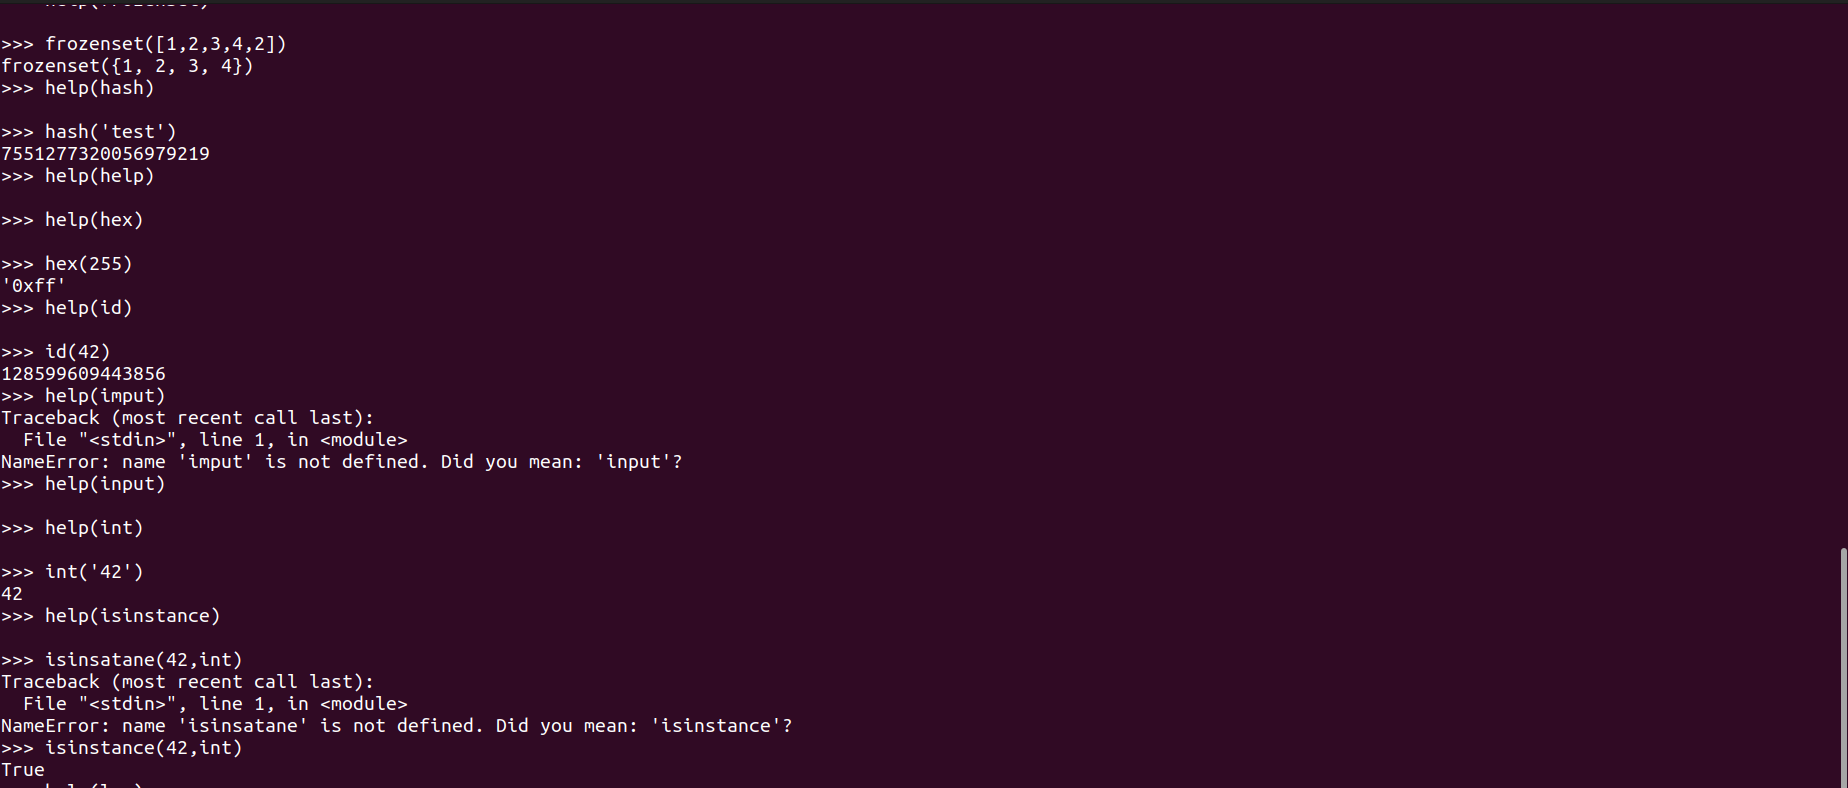 >>> frozenset([1,2,3,4,2])
frozenset({1, 2, 3, 4})
>>> help(hash)
>>> hash('test')
7551277320056979219
>>> help(help)
>>> help(hex)
>>> hex(255)
'0xff'
>>> help(id)
>>> id(42)
128599609443856
>>> help(imput)
Traceback (most recent call last):
  File "<stdin>", line 1, in <module>
NameError: name 'imput' is not defined. Did you mean: 'input'?
>>> help(input)
>>> help(int)
>>> int('42')
42
>>> help(isinstance)
>>> isinsatane(42,int)
Traceback (most recent call last):
  File "<stdin>", line 1, in <module>
NameError: name 'isinsatane' is not defined. Did you mean: 'isinstance'?
>>> isinstance(42,int)
True